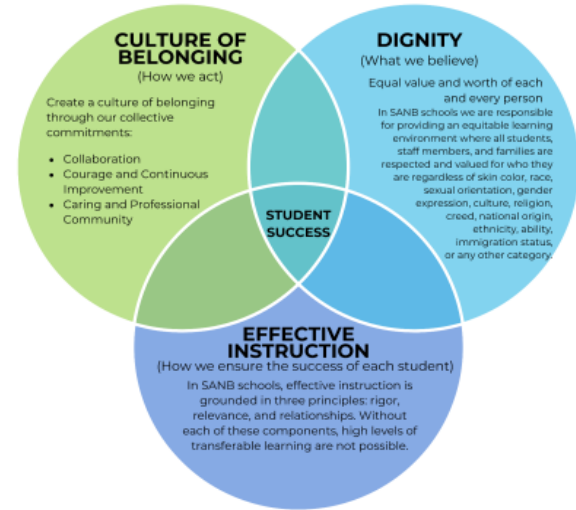 CULTURE OF
BELONGING
(How we act)
Create a culture of belonging
through our collective
commitments:
• Collaboration
• Courage and Continuous
Improvement
• Caring and Professional
Community
DIGNITY
(What we believe)
Equal value and worth of each
and every person
In SANB schools we are responsible
for providing an equitable learning
environment where all students,
staff members, and families are
respected and valued for who they
are regardless of skin color, race,
sexual orientation, gender
expression, culture, religion,
creed, national origin,
ethnicity, ability,
immigration status,
or any other category.
STUDENT
SUCCESS
EFFECTIVE
INSTRUCTION
(How we ensure the success of each student)
In SANB schools, effective instruction is
grounded in three principles: rigor,
relevance, and relationships. Without
each of these components, high levels of
transferable learning are not possible.